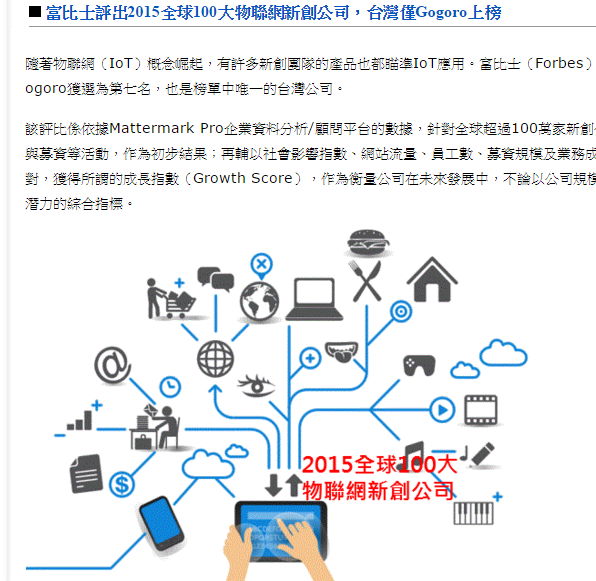 富比士評出2015全球100大物聯網新創公司，台灣僅Gogoro上榜
隨著物聯網（IoT）概念崛起，有許多新創團隊的產品也都瞄準IoT應用。富比士（Forbes）
ogoro獲選為第七名，也是榜單中唯一的台灣公司。
該評比係依據Mattermark Pro企業資料分析/顧問平台的數據，針對全球超過100萬家新創
與募資等活動，作為初步結果；再輔以社會影響指數、網站流量、員工數、募資規模及業務成
對，獲得所謂的成長指數（Growth Score），作為衡量公司在未來發展中，不論以公司規模
潛力的綜合指標。
2015全球100大
物聯網新創公司